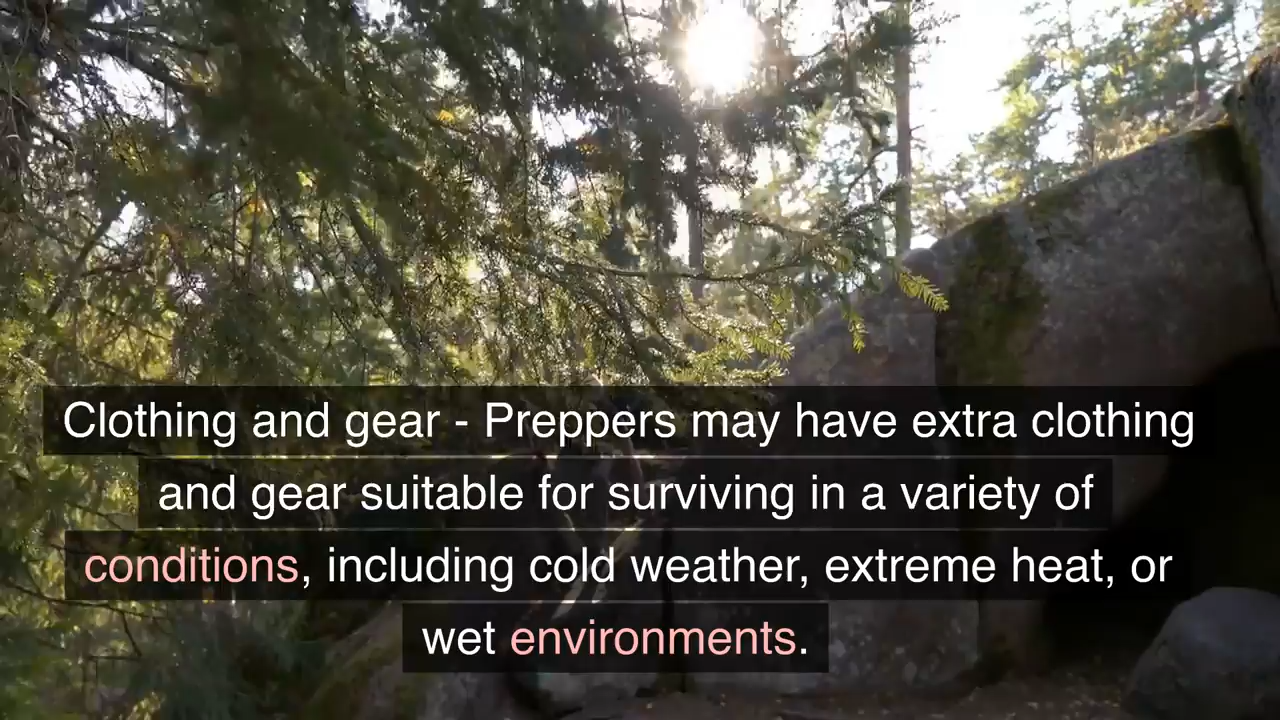 Clothing and gear - Preppers may have extra clothing
and gear suitable for surviving in a variety of
conditions, including cold weather, extreme heat, or
wet environments.